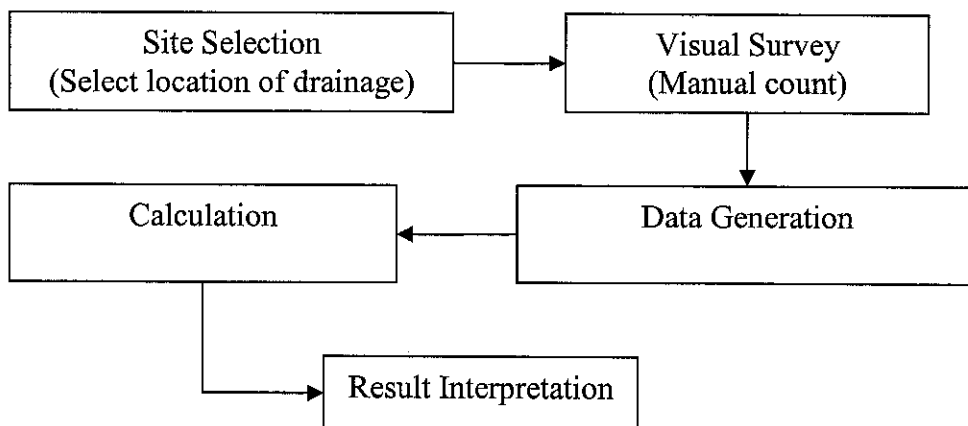 Site Selection
(Select location of drainage)
Visual Survey
(Manual count)
Data Generation
Calculation
Result Interpretation